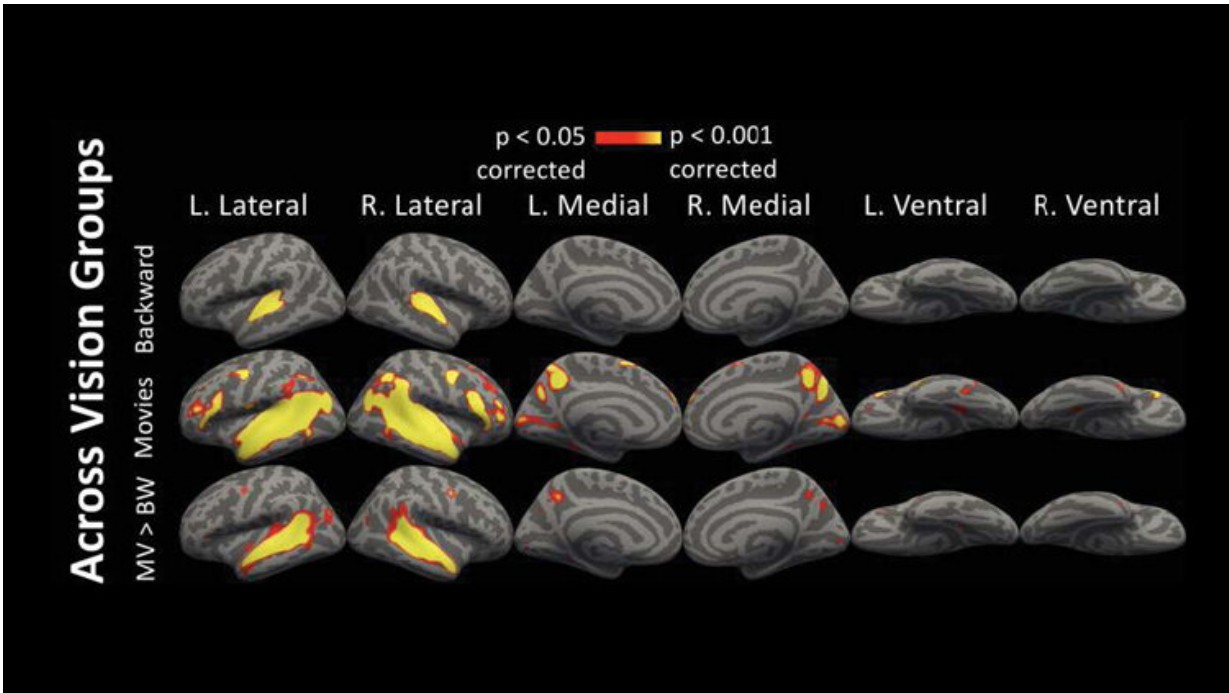 Across Vision Groups
p < 0.05 p < 0.001
corrected corrected
L. Lateral R. Lateral L. Medial R. Medial L. Ventral R. Ventral
Backward
Movies
MV > BW